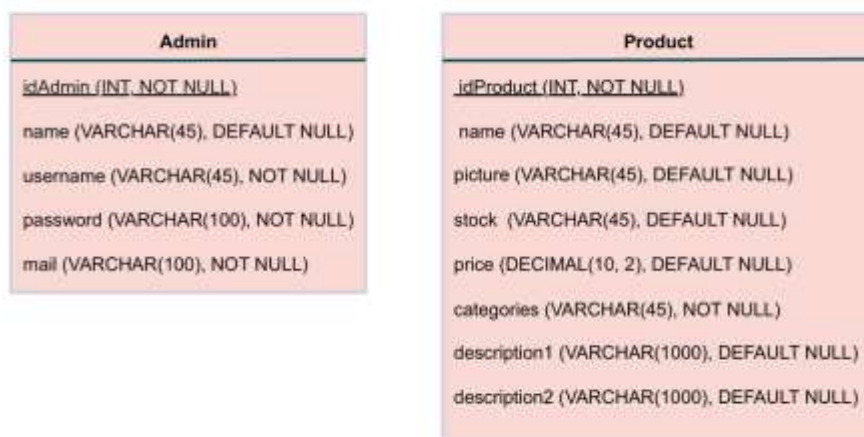 Admin
idAdmin (INT, NOT NULL)
name (VARCHAR(45), DEFAULT NULL)
username (VARCHAR(45), NOT NULL)
password (VARCHAR(100), NOT NULL)
mail (VARCHAR(100), NOT NULL)
Product
idProduct (INT, NOT NULL)
name (VARCHAR(45), DEFAULT NULL)
picture (VARCHAR(45), DEFAULT NULL)
stock (VARCHAR(45), DEFAULT NULL)
price (DECIMAL(10, 2), DEFAULT NULL)
categories (VARCHAR(45), NOT NULL)
description1 (VARCHAR(1000), DEFAULT NULL)
description2 (VARCHAR(1000), DEFAULT NULL)